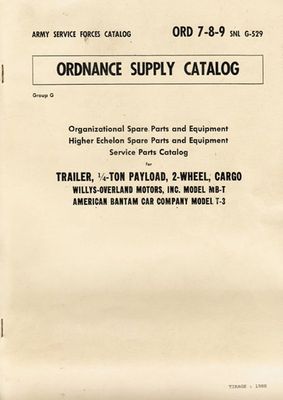 ARMY SERVICE FORCES CATALOG ORD 7-8-9 SNL G-529
ORDNANCE SUPPLY CATALOG
Group G
Organizational Spare Parts and Equipment
Higher Echelon Spare Parts and Equipment
Service Parts Catalog
for
TRAILER, ¼-TON PAYLOAD, 2-WHEEL, CARGO
WILLYS-OVERLAND MOTORS, INC. MODEL MB-T
AMERICAN BANTAM CAR COMPANY MODEL T-3
TIRAGE : 1988